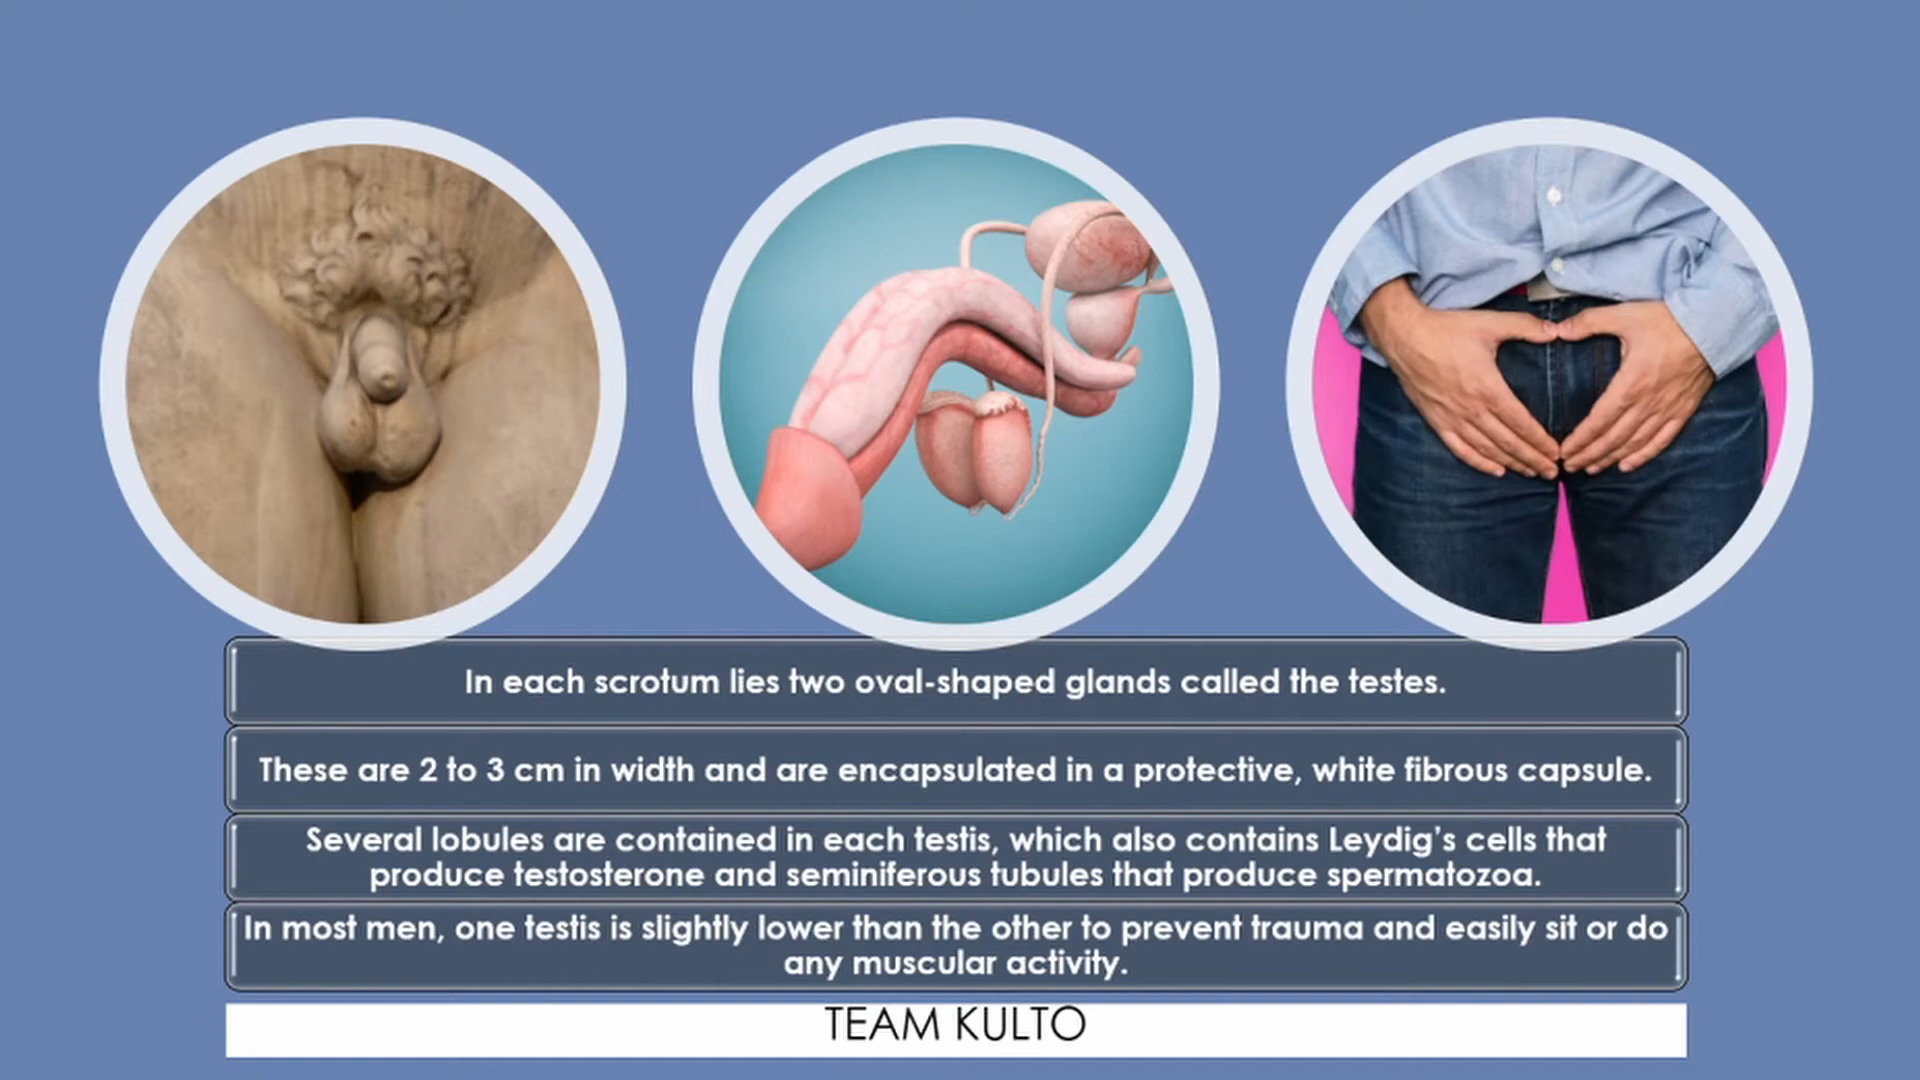 In each scrotum lies two oval-shaped glands called the testes.
These are 2 to 3 cm in width and are encapsulated in a protective, white fibrous capsule.
Several lobules are contained in each testis, which also contains Leydig’s cells that
produce testosterone and seminiferous tubules that produce spermatozoa.
In most men, one testis is slightly lower than the other to prevent trauma and easily sit or do
any muscular activity.
TEAM KULTO